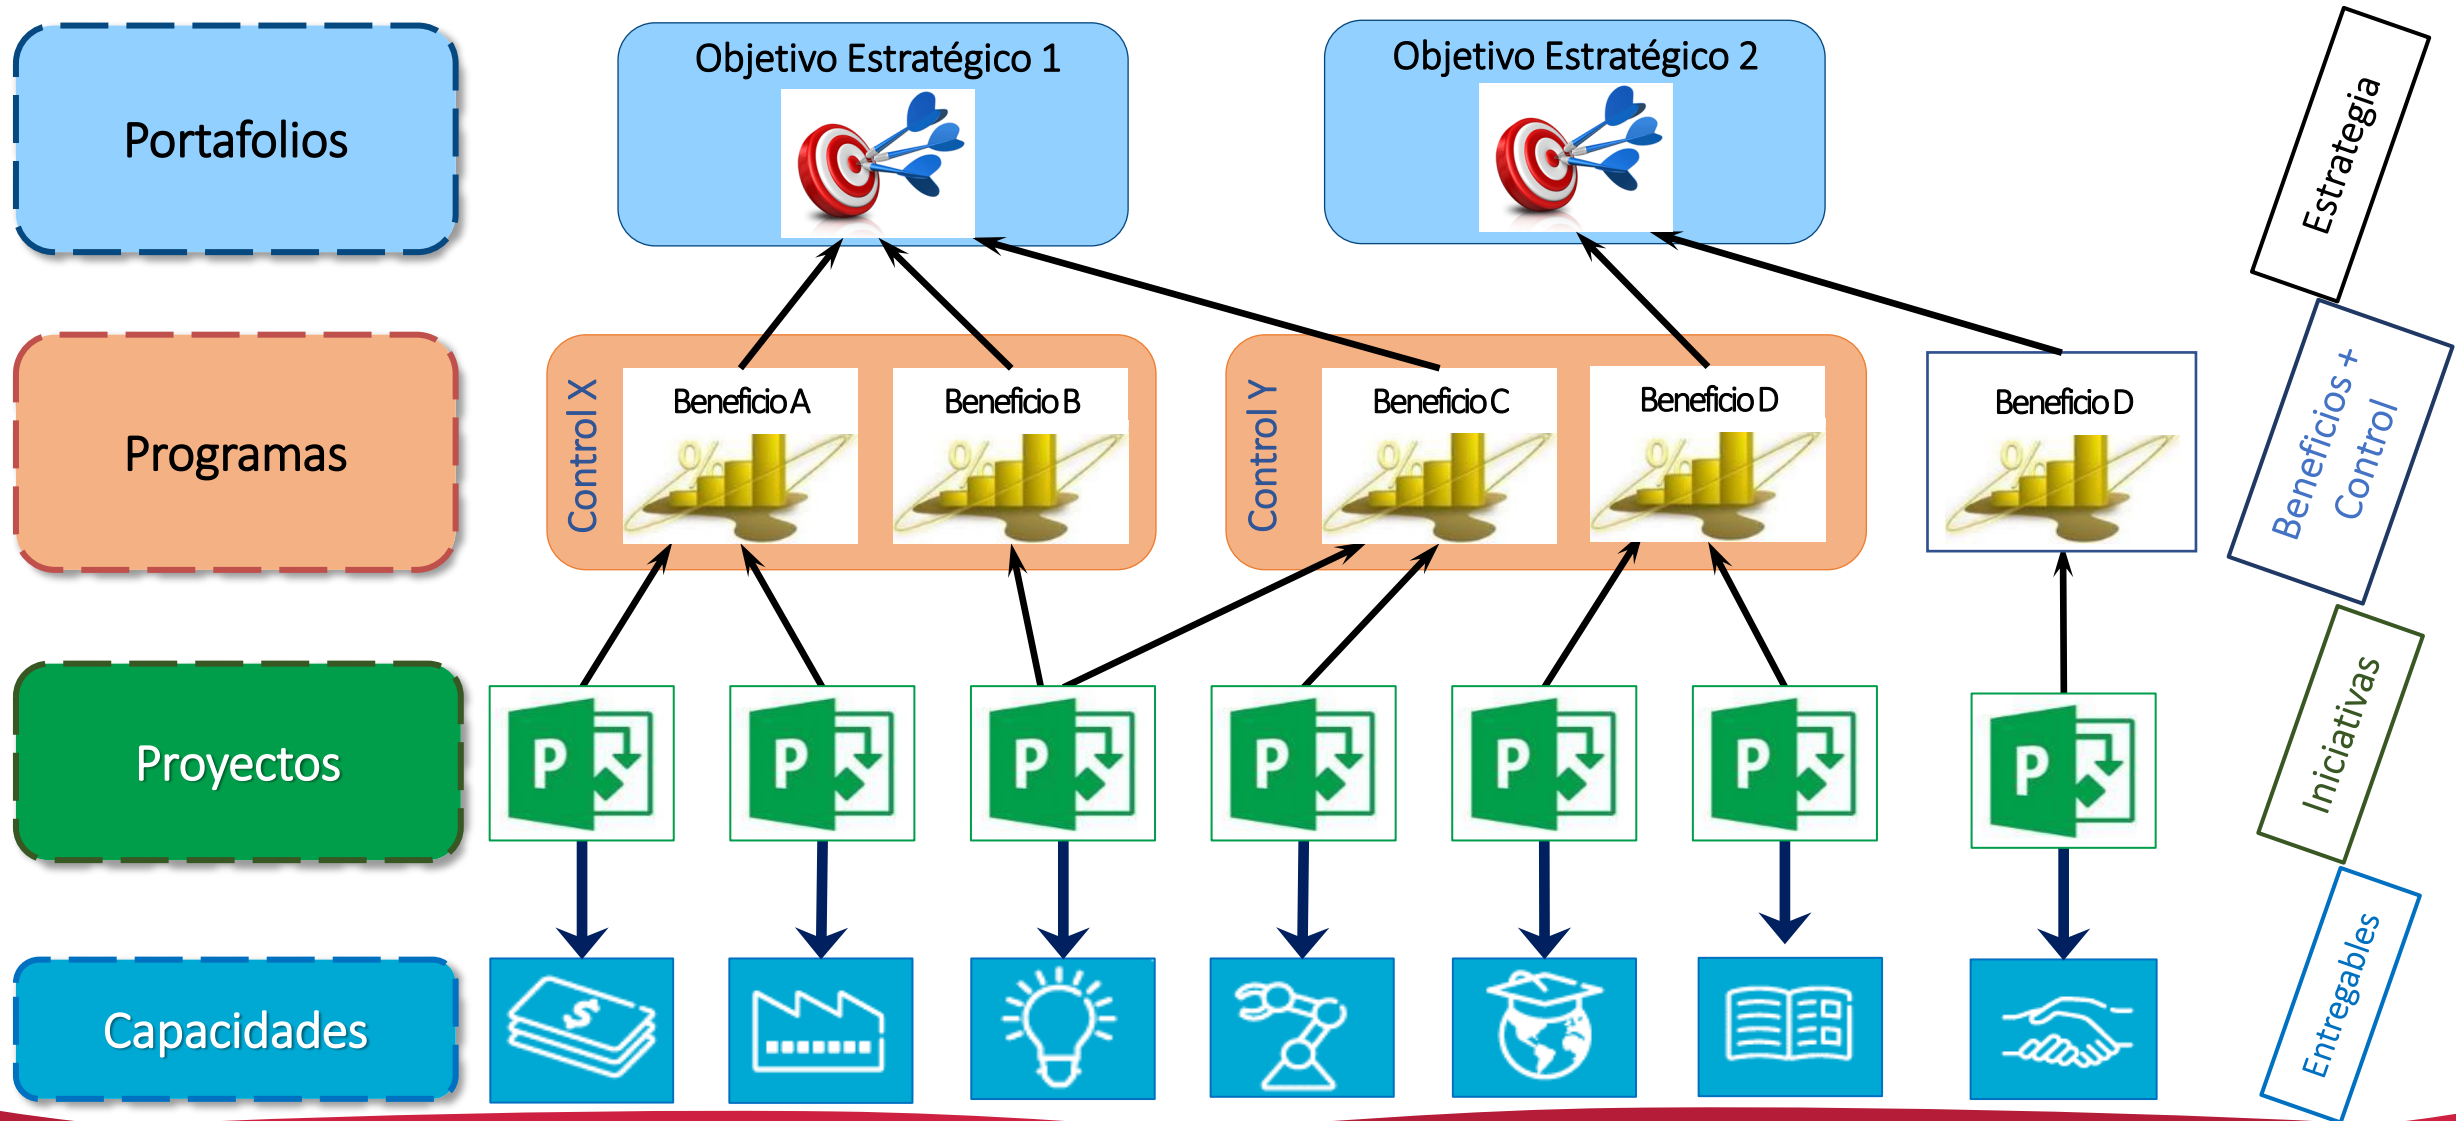 Portafolios
Objetivo Estratégico 1
Objetivo Estratégico 2
Estrategia
Programas
Control X
Beneficio A
%
Beneficio B
%
Control Y
Beneficio C
%
Beneficio D
%
Beneficio D
%
Beneficios +
Control
Proyectos
P
P
P
P
P
P
P
Iniciativas
Capacidades
$
Entregables